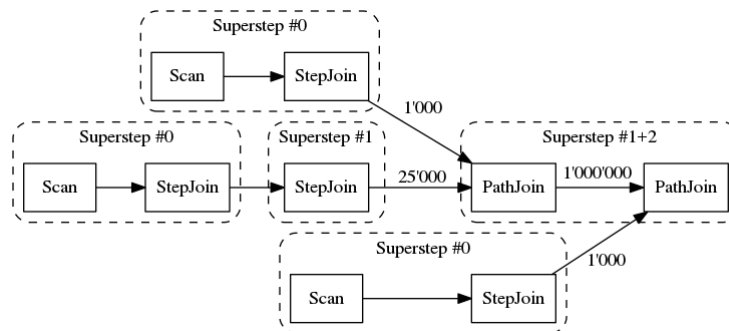 Superstep #0
Scan
StepJoin
1'000
Superstep #0
Superstep #1
Superstep #1+2
Scan
StepJoin
StepJoin
25'000
PathJoin
1'000'000
PathJoin
Superstep #0
1'000
Scan
StepJoin